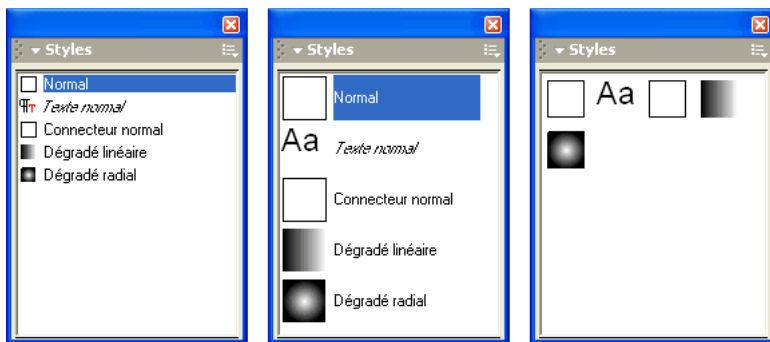 Styles
Normal
Texte normal
Connecteur normal
Dégradé linéaire
Dégradé radial
Styles
Normal
Aa Texte normal
Connecteur normal
Dégradé linéaire
Dégradé radial
Styles
Aa